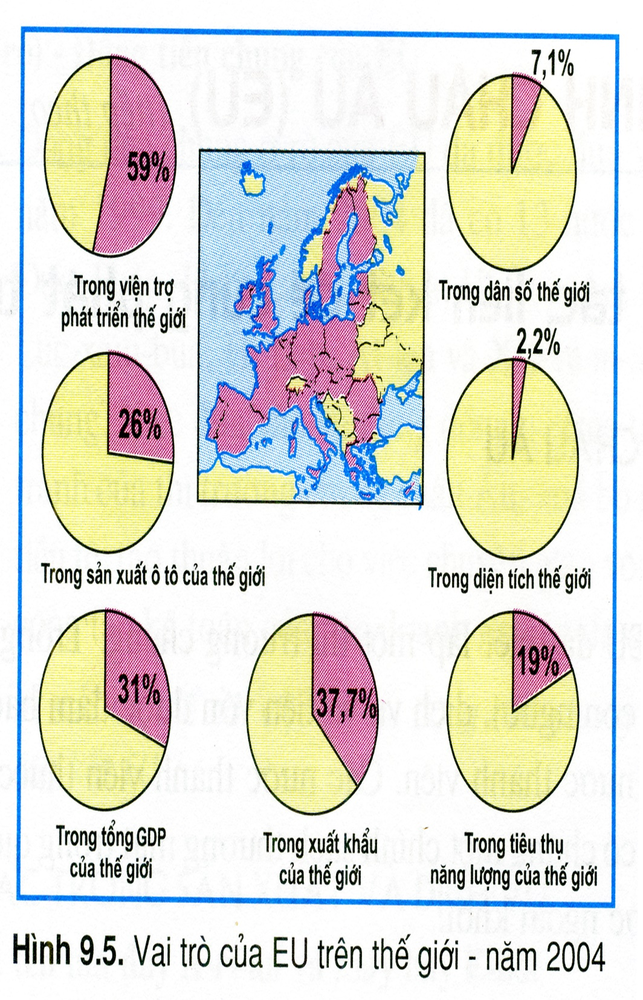 59%
Trong viện trợ
phát triển thế giới
7,1%
Trong dân số thế giới
26%
Trong sản xuất ô tô của thế giới
2,2%
Trong diện tích thế giới
31%
Trong tổng GDP
của thế giới
37,7%
Trong xuất khẩu
của thế giới
19%
Trong tiêu thụ
năng lượng của thế giới
Hình 9.5. Vai trò của EU trên thế giới - năm 2004